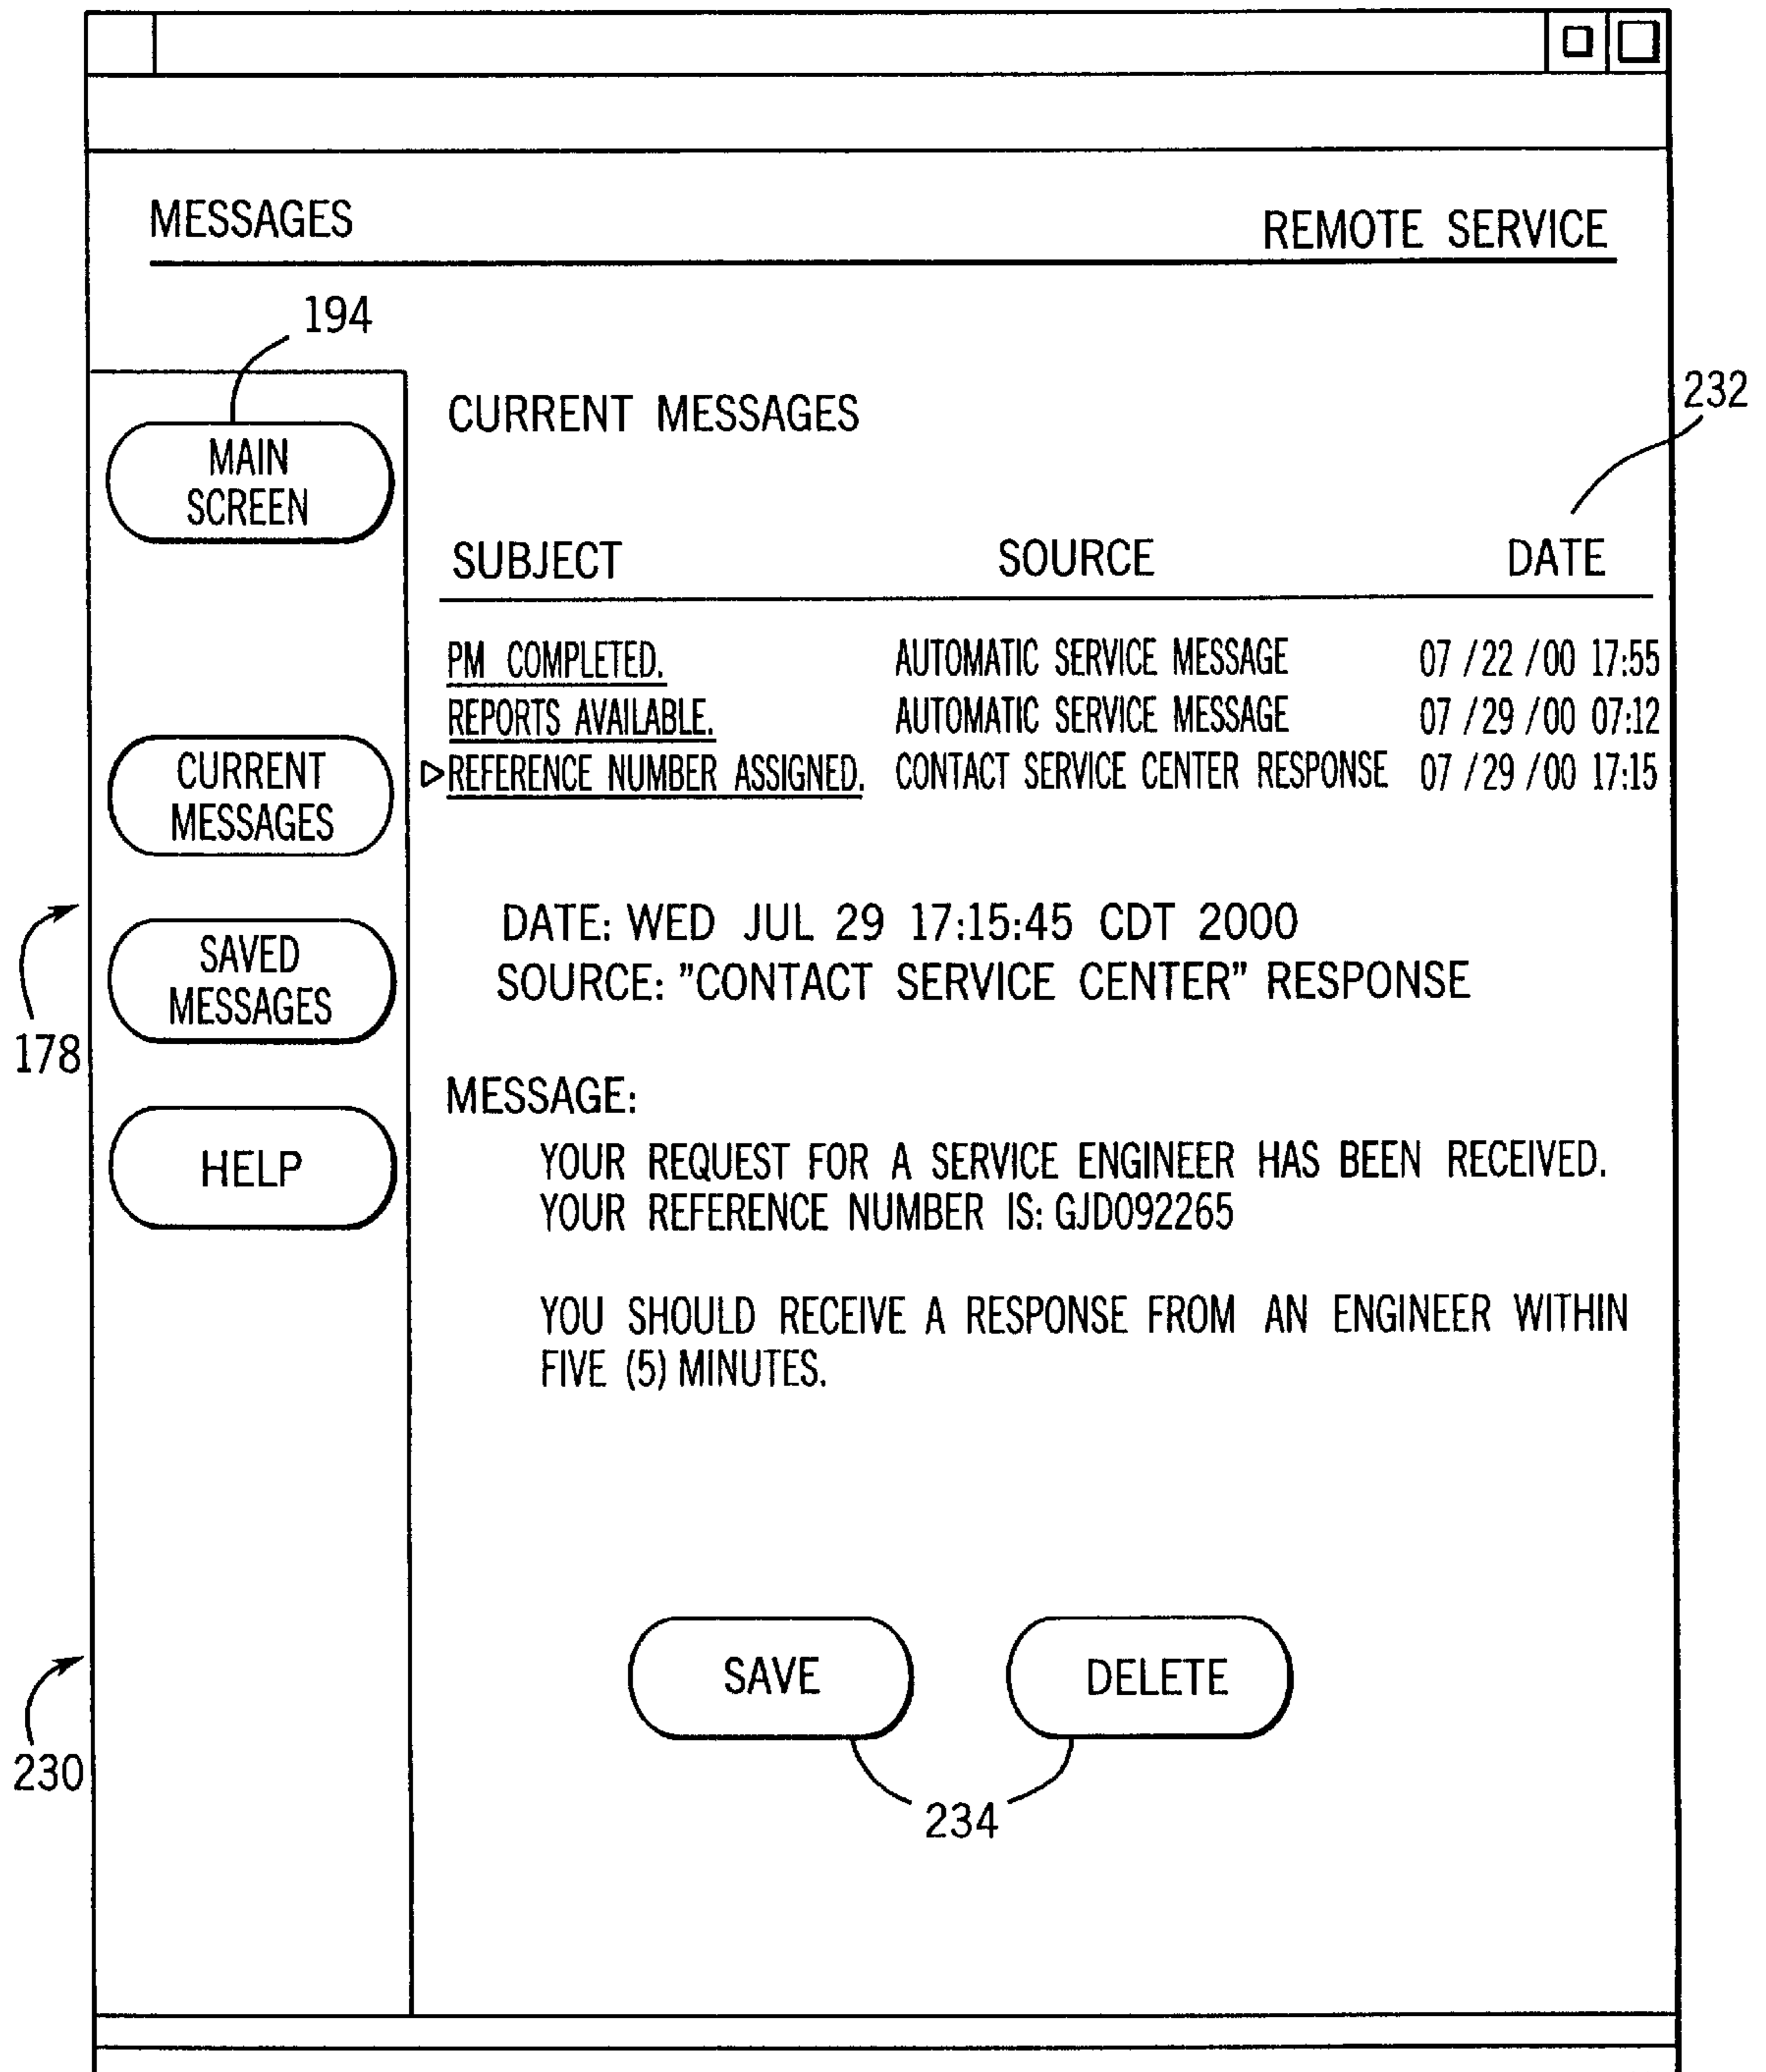 MESSAGES
REMOTE SERVICE
194
232
MAIN
SCREEN
CURRENT MESSAGES
SUBJECT SOURCE DATE
PM COMPLETED. AUTOMATIC SERVICE MESSAGE 07 /22 /00 17:55
REPORTS AVAILABLE. AUTOMATIC SERVICE MESSAGE 07 /29 /00 07:12
REFERENCE NUMBER ASSIGNED. CONTACT SERVICE CENTER RESPONSE 07 /29 /00 17:15
CURRENT
MESSAGES
SAVED
MESSAGES
178
HELP
DATE: WED JUL 29 17:15:45 CDT 2000
SOURCE: "CONTACT SERVICE CENTER" RESPONSE
MESSAGE:
YOUR REQUEST FOR A SERVICE ENGINEER HAS BEEN RECEIVED.
YOUR REFERENCE NUMBER IS: GJD092265
YOU SHOULD RECEIVE A RESPONSE FROM AN ENGINEER WITHIN
FIVE (5) MINUTES.
SAVE
DELETE
230
234